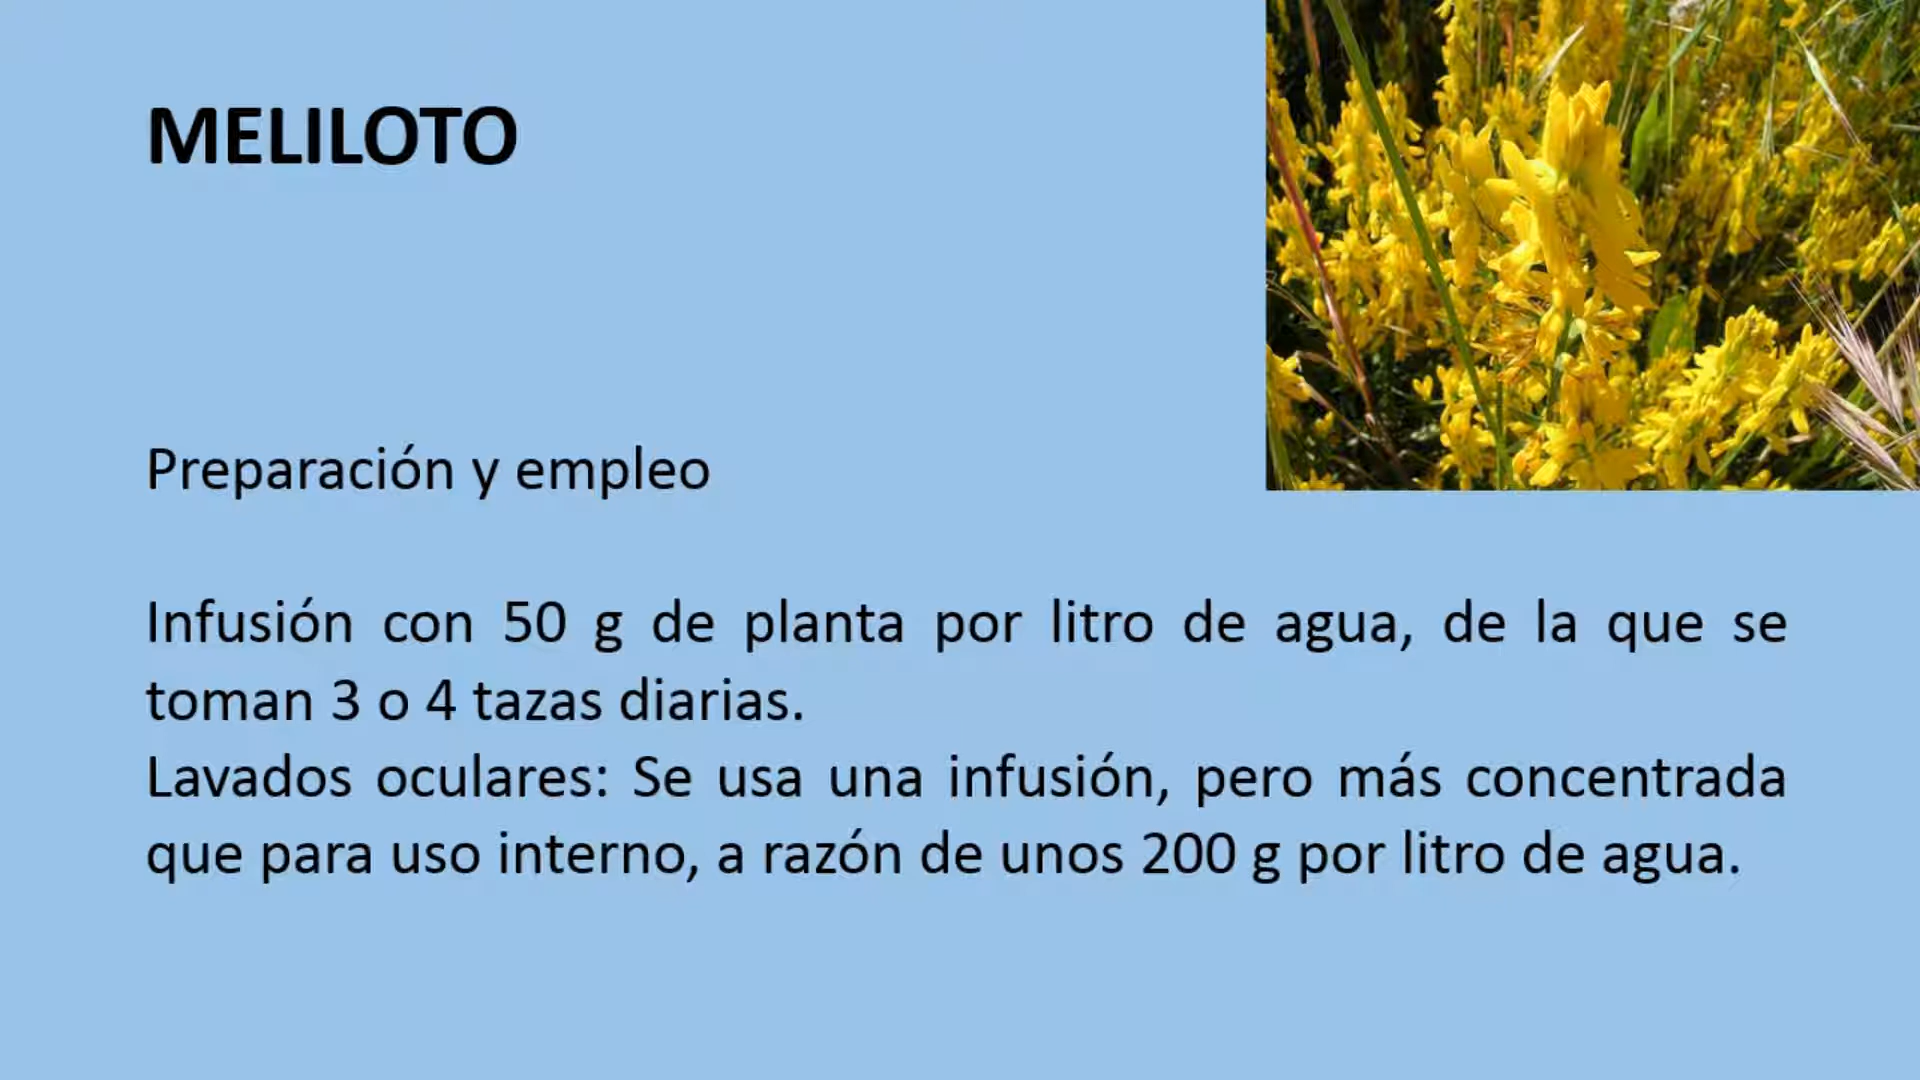 MELILOTO
Preparación y empleo
Infusión con 50 g de planta por litro de agua, de la que se
toman 3 o 4 tazas diarias.
Lavados oculares: Se usa una infusión, pero más concentrada
que para uso interno, a razón de unos 200 g por litro de agua.